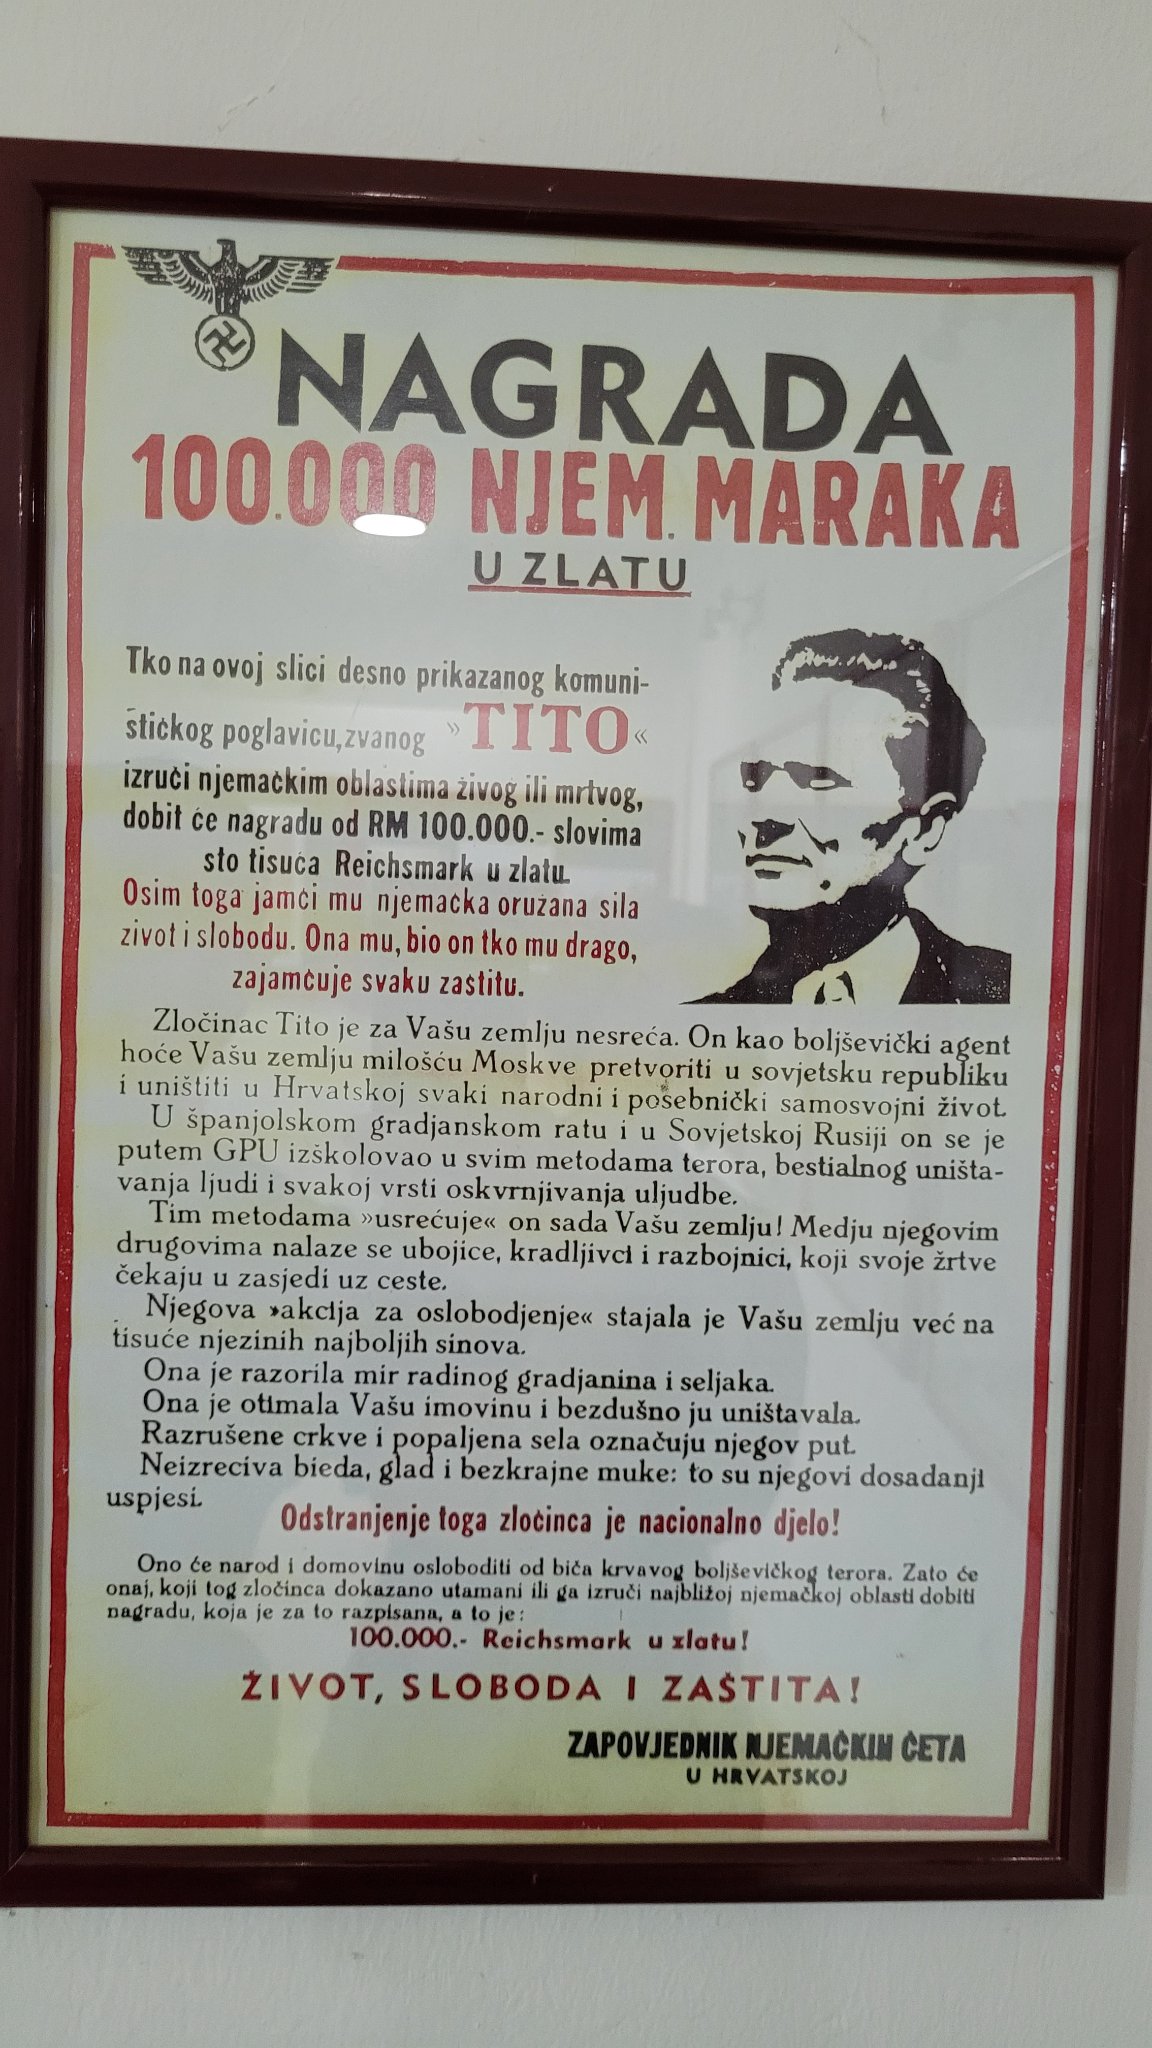 NAGRADA
100.000 NJEM. MARAKA
U ZLATU
Tko na ovoj slici desno prikazanog komuni-
stičkog poglavicu, zvanog »TITO«
izruči njemačkim oblastima živog ili mrtvog,
dobit će nagradu od RM 100.000.- slovima
sto tisuća Reichsmark u zlatu.
Osim toga jamči mu njemačka oružana sila
život i slobodu. Ona mu, bio on tko mu drago,
zajamčuje svaku zaštitu.
Zločinac Tito je za Vašu zemlju nesreća. On kao boljševički agent
hoće Vašu zemlju milošću Moskve pretvoriti u sovjetsku republiku
i uništiti u Hrvatskoj svaki narodni i pošebnički samosvojni život.
U španjolskom gradjanskom ratu i u Sovjetskoj Rusiji on se je
putem GPU izškolovao u svim metodama terora, bestialnog uništa-
vanja ljudi i svakoj vrsti oskvrnjivanja uljudbe.
Tim metodama »usrećuje« on sada Vašu zemlju! Medju njegovim
drugovima nalaze se ubojice, kradljivci i razbojnici, koji svoje žrtve
čekaju u zasjedi uz ceste.
Njegova »akcija za oslobodjenje« stajala je Vašu zemlju već na
tisuće njezinih najboljih sinova.
Ona je razorila mir radinog gradjanina i seljaka.
Ona je otimala Vašu imovinu i bezdušno ju uništavala.
Razrušene crkve i popaljena sela označuju njegov put.
Neizreciva bieda, glad i bezkrajne muke: to su njegovi dosadanji
uspjesi.
Odstranjenje toga zločinca je nacionalno djelo!
Ono će narod i domovinu osloboditi od biča krvavog boljševičkog terora. Zato će
onaj, koji tog zločinca dokazano utamani ili ga izruči najbližoj njemačkoj oblasti dobiti
nagradu, koja je za to razpisana, a to je:
100.000.- Reichsmark u zlatu!
ŽIVOT, SLOBODA I ZAŠTITA!
ZAPOVJEDNIK NJEMAČKIH ČETA
U HRVATSKOJ